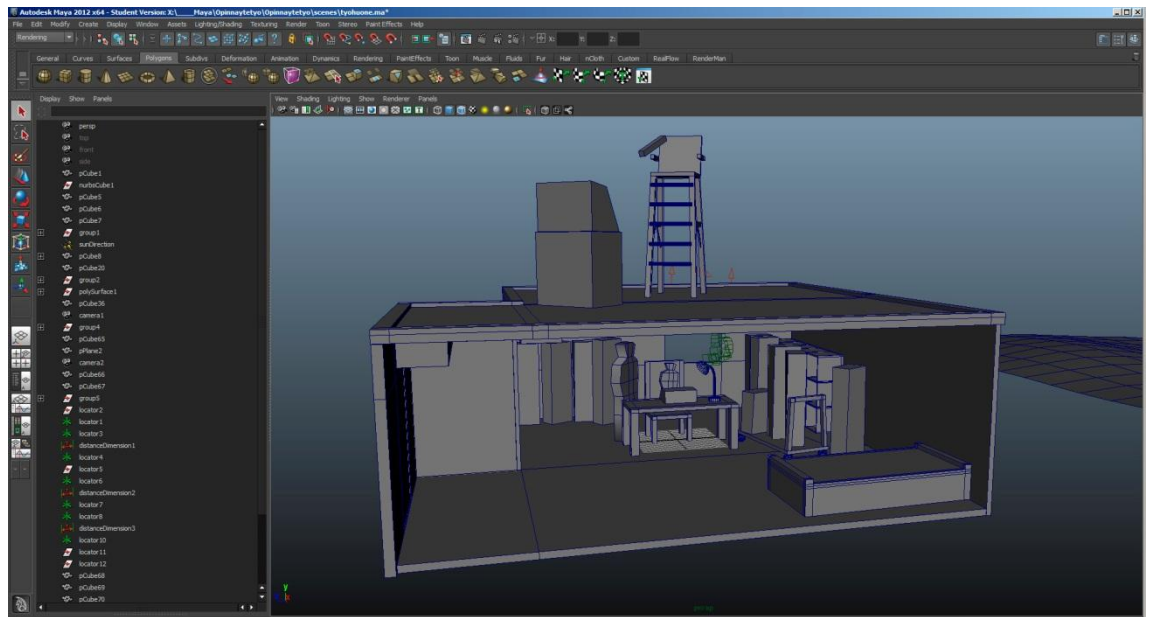 Autodesk Maya 2012 x64 - Student Version: X:\____Maya\Opinnaytetyo\Opinnaytetyo\scenes\tyohuone.ma*
File Edit Modify Create Display Window Assets Lighting/Shading Texturing Render Toon Stereo Paint Effects Help
Rendering X: Y: Z:
General Curves Surfaces Polygons Subdivs Deformation Animation Dynamics Rendering PaintEffects Toon Muscle Fluids Fur Hair nCloth Custom RealFlow RenderMan
Display Show Panels
View Shading Lighting Show Renderer Panels
persp
top
front
side
pCube1
nurbsCube1
pCube5
pCube6
pCube7
group1
sunDirection
pCube8
pCube20
group2
polySurface1
pCube36
camera1
group4
pCube65
pPlane2
camera2
pCube66
pCube67
group5
locator2
locator1
locator3
distanceDimension1
locator4
locator5
locator6
distanceDimension2
locator7
locator8
distanceDimension3
locator10
locator11
locator12
pCube68
pCube69
pCube70
y
persp